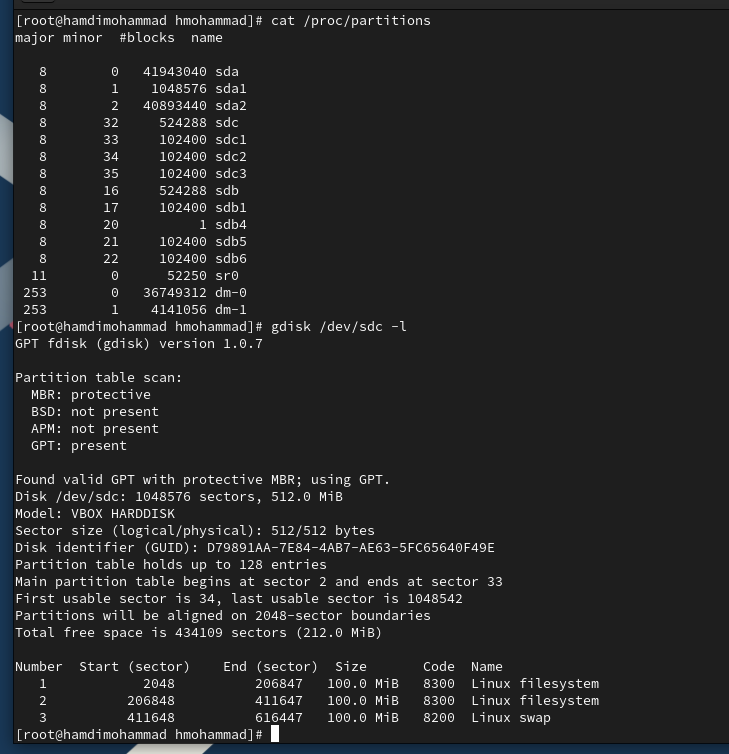 [root@hamdimohammad hmohammad]# cat /proc/partitions
major minor  #blocks  name

   8        0   41943040 sda
   8        1    1048576 sda1
   8        2   40893440 sda2
   8       32     524288 sdc
   8       33     102400 sdc1
   8       34     102400 sdc2
   8       35     102400 sdc3
   8       16     524288 sdb
   8       17     102400 sdb1
   8       20          1 sdb4
   8       21     102400 sdb5
   8       22     102400 sdb6
  11        0      52250 sr0
 253        0   36749312 dm-0
 253        1    4141056 dm-1
[root@hamdimohammad hmohammad]# gdisk /dev/sdc -l
GPT fdisk (gdisk) version 1.0.7

Partition table scan:
  MBR: protective
  BSD: not present
  APM: not present
  GPT: present

Found valid GPT with protective MBR; using GPT.
Disk /dev/sdc: 1048576 sectors, 512.0 MiB
Model: VBOX HARDDISK
Sector size (logical/physical): 512/512 bytes
Disk identifier (GUID): D79891AA-7E84-4AB7-AE63-5FC65640F49E
Partition table holds up to 128 entries
Main partition table begins at sector 2 and ends at sector 33
First usable sector is 34, last usable sector is 1048542
Partitions will be aligned on 2048-sector boundaries
Total free space is 434109 sectors (212.0 MiB)

Number  Start (sector)    End (sector)  Size       Code  Name
   1            2048          206847   100.0 MiB   8300  Linux filesystem
   2          206848          411647   100.0 MiB   8300  Linux filesystem
   3          411648          616447   100.0 MiB   8200  Linux swap
[root@hamdimohammad hmohammad]#